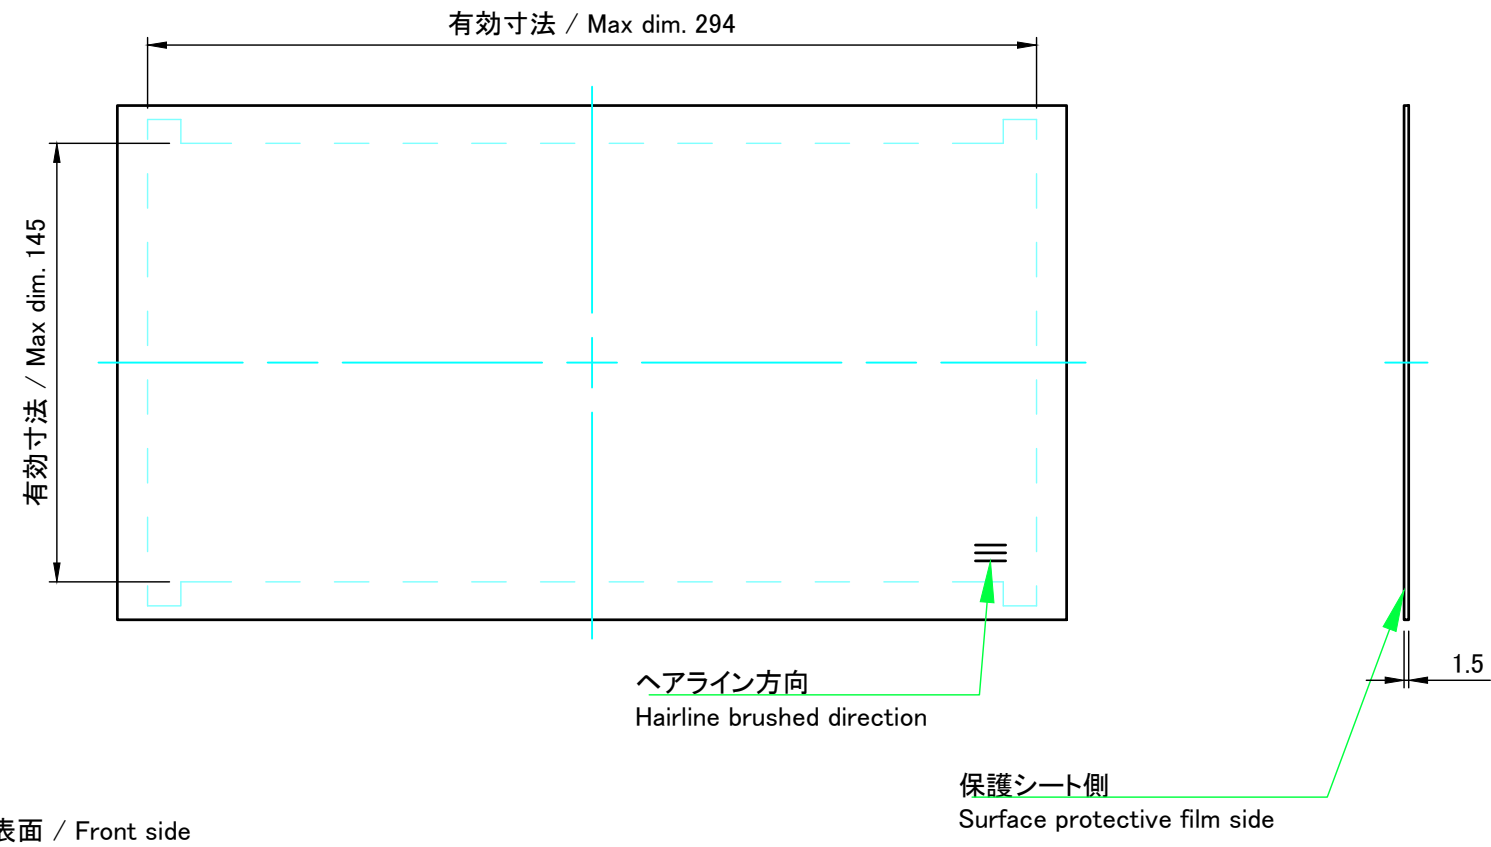 有効寸法 / Max dim. 294
有効寸法 / Max dim. 145
ヘアライン方向
Hairline brushed direction
1.5
保護シート側
Surface protective film side
表面 / Front side